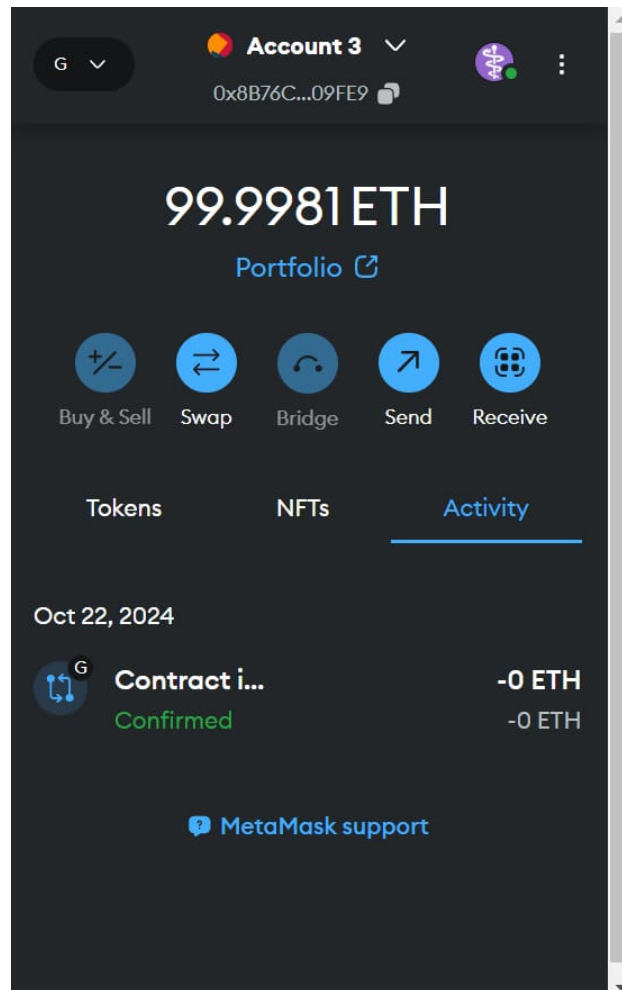 G
Account 3
0x8B76C...09FE9
99.9981 ETH
Portfolio
Buy & Sell
Swap
Bridge
Send
Receive
Tokens
NFTs
Activity
Oct 22, 2024
G
Contract i...
-0 ETH
Confirmed
-0 ETH
MetaMask support